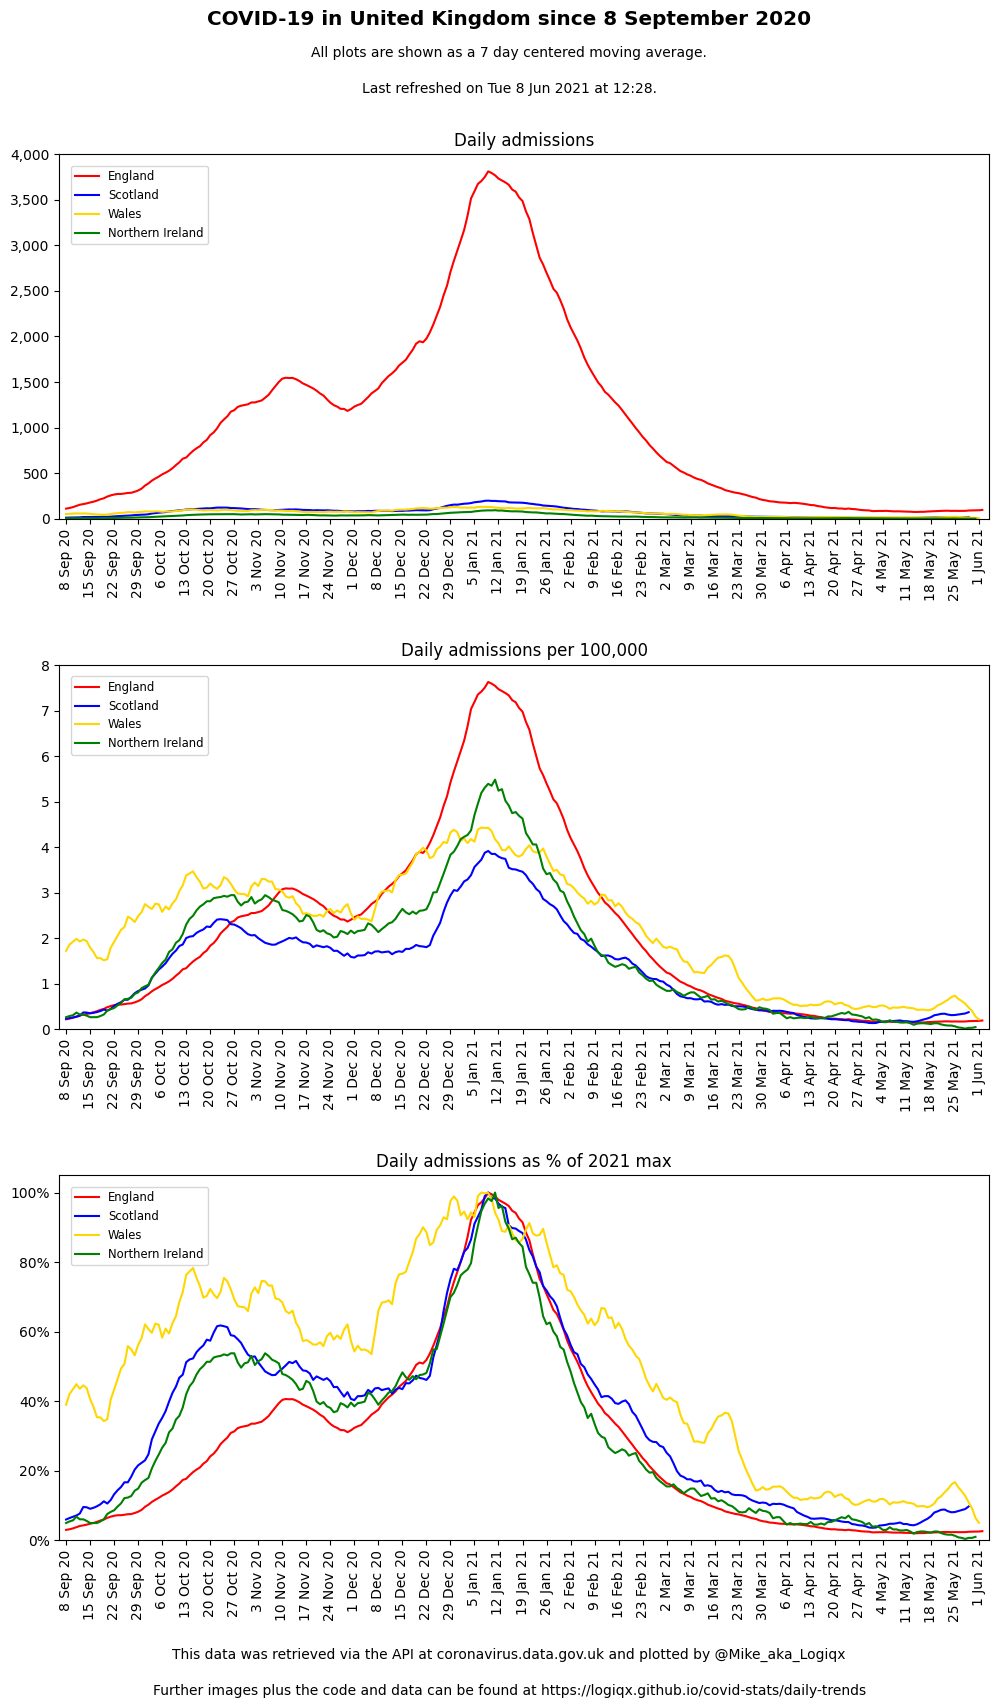 COVID-19 in United Kingdom since 8 September 2020
All plots are shown as a 7 day centered moving average.
Last refreshed on Tue 8 Jun 2021 at 12:28.
Daily admissions
4,000
3,500
3,000
2,500
2,000
1,500
1,000
500
0
England
Scotland
Wales
Northern Ireland
8 Sep 20
15 Sep 20
22 Sep 20
29 Sep 20
6 Oct 20
13 Oct 20
20 Oct 20
27 Oct 20
3 Nov 20
10 Nov 20
17 Nov 20
24 Nov 20
1 Dec 20
8 Dec 20
15 Dec 20
22 Dec 20
29 Dec 20
5 Jan 21
12 Jan 21
19 Jan 21
26 Jan 21
2 Feb 21
9 Feb 21
16 Feb 21
23 Feb 21
2 Mar 21
9 Mar 21
16 Mar 21
23 Mar 21
30 Mar 21
6 Apr 21
13 Apr 21
20 Apr 21
27 Apr 21
4 May 21
11 May 21
18 May 21
25 May 21
1 Jun 21
Daily admissions per 100,000
8
7
6
5
4
3
2
1
0
England
Scotland
Wales
Northern Ireland
8 Sep 20
15 Sep 20
22 Sep 20
29 Sep 20
6 Oct 20
13 Oct 20
20 Oct 20
27 Oct 20
3 Nov 20
10 Nov 20
17 Nov 20
24 Nov 20
1 Dec 20
8 Dec 20
15 Dec 20
22 Dec 20
29 Dec 20
5 Jan 21
12 Jan 21
19 Jan 21
26 Jan 21
2 Feb 21
9 Feb 21
16 Feb 21
23 Feb 21
2 Mar 21
9 Mar 21
16 Mar 21
23 Mar 21
30 Mar 21
6 Apr 21
13 Apr 21
20 Apr 21
27 Apr 21
4 May 21
11 May 21
18 May 21
25 May 21
1 Jun 21
Daily admissions as % of 2021 max
100%
80%
60%
40%
20%
0%
England
Scotland
Wales
Northern Ireland
8 Sep 20
15 Sep 20
22 Sep 20
29 Sep 20
6 Oct 20
13 Oct 20
20 Oct 20
27 Oct 20
3 Nov 20
10 Nov 20
17 Nov 20
24 Nov 20
1 Dec 20
8 Dec 20
15 Dec 20
22 Dec 20
29 Dec 20
5 Jan 21
12 Jan 21
19 Jan 21
26 Jan 21
2 Feb 21
9 Feb 21
16 Feb 21
23 Feb 21
2 Mar 21
9 Mar 21
16 Mar 21
23 Mar 21
30 Mar 21
6 Apr 21
13 Apr 21
20 Apr 21
27 Apr 21
4 May 21
11 May 21
18 May 21
25 May 21
1 Jun 21
This data was retrieved via the API at coronavirus.data.gov.uk and plotted by @Mike_aka_Logiqx
Further images plus the code and data can be found at https://logiqx.github.io/covid-stats/daily-trends